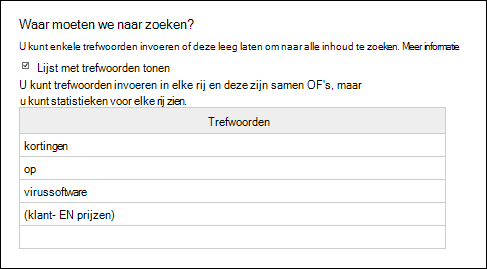 Waar moeten we naar zoeken?
U kunt enkele trefwoorden invoeren of deze leeg laten om naar alle inhoud te zoeken. Meer informatie
Lijst met trefwoorden tonen
U kunt trefwoorden invoeren in elke rij en deze zijn samen OF's, maar
u kunt statistieken voor elke rij zien.
Trefwoorden
kortingen
op
virussoftware
(klant- EN prijzen)